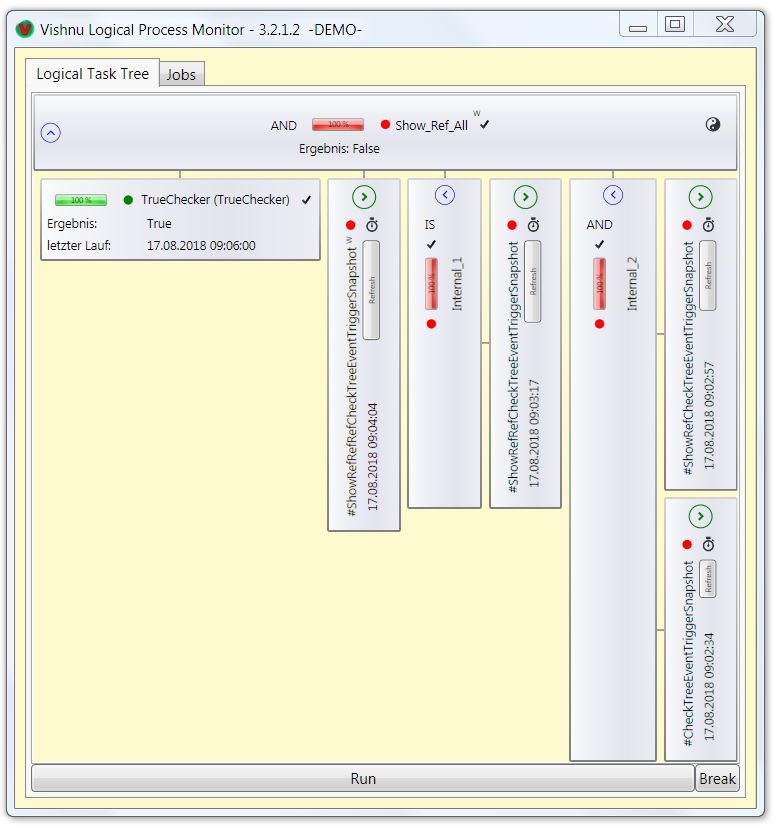 Vishnu Logical Process Monitor - 3.2.1.2 -DEMO-
Logical Task Tree
Jobs
AND 100 % Show_Ref_All W
Ergebnis: False
100 % TrueChecker (TrueChecker)
Ergebnis: True
letzter Lauf: 17.08.2018 09:06:00
#ShowRefRefRefCheckTreeEventTriggerSnapshot W
Refresh
17.08.2018 09:04:04
IS
100 %
Internal_1
#ShowRefRefCheckTreeEventTriggerSnapshot
Refresh
17.08.2018 09:03:17
AND
100 %
Internal_2
#ShowRefCheckTreeEventTriggerSnapshot
Refresh
17.08.2018 09:02:57
#CheckTreeEventTriggerSnapshot
Refresh
17.08.2018 09:02:34
Run
Break